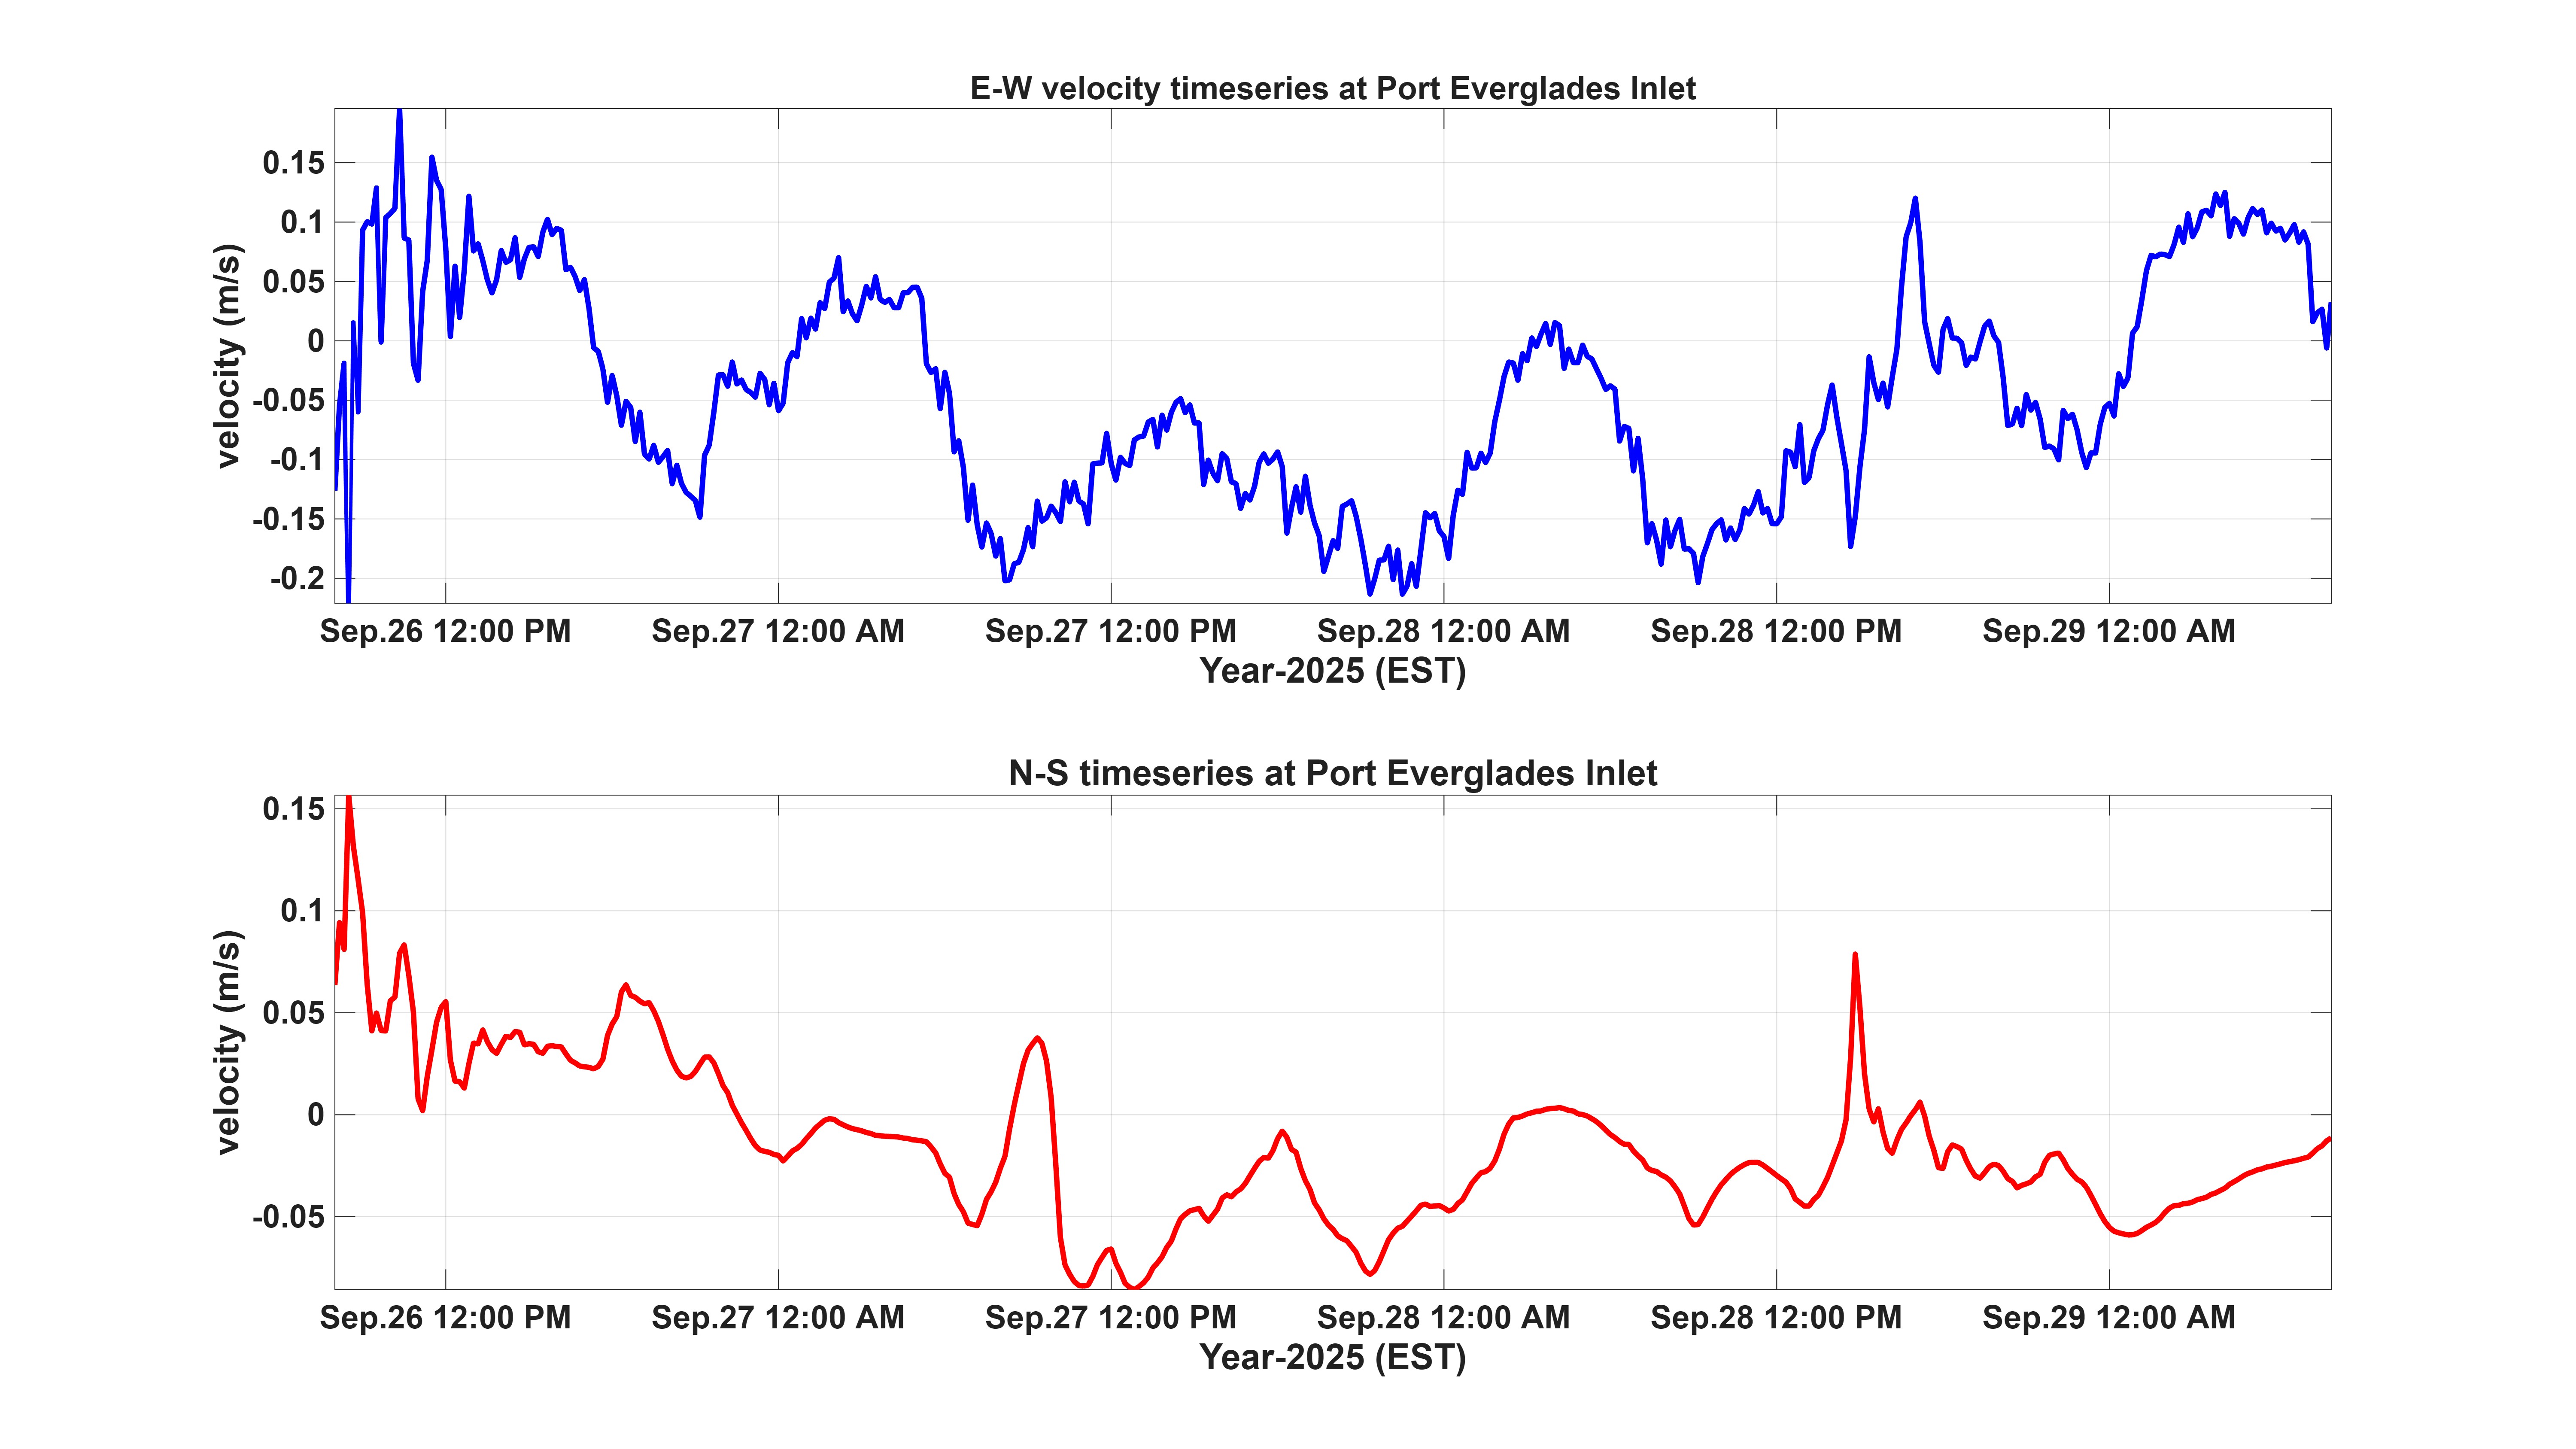 E-W velocity timeseries at Port Everglades Inlet
velocity (m/s)
0.15
0.1
0.05
0
-0.05
-0.1
-0.15
-0.2
Sep.26 12:00 PM Sep.27 12:00 AM Sep.27 12:00 PM Sep.28 12:00 AM Sep.28 12:00 PM Sep.29 12:00 AM
Year-2025 (EST)
N-S timeseries at Port Everglades Inlet
velocity (m/s)
0.15
0.1
0.05
0
-0.05
Sep.26 12:00 PM Sep.27 12:00 AM Sep.27 12:00 PM Sep.28 12:00 AM Sep.28 12:00 PM Sep.29 12:00 AM
Year-2025 (EST)